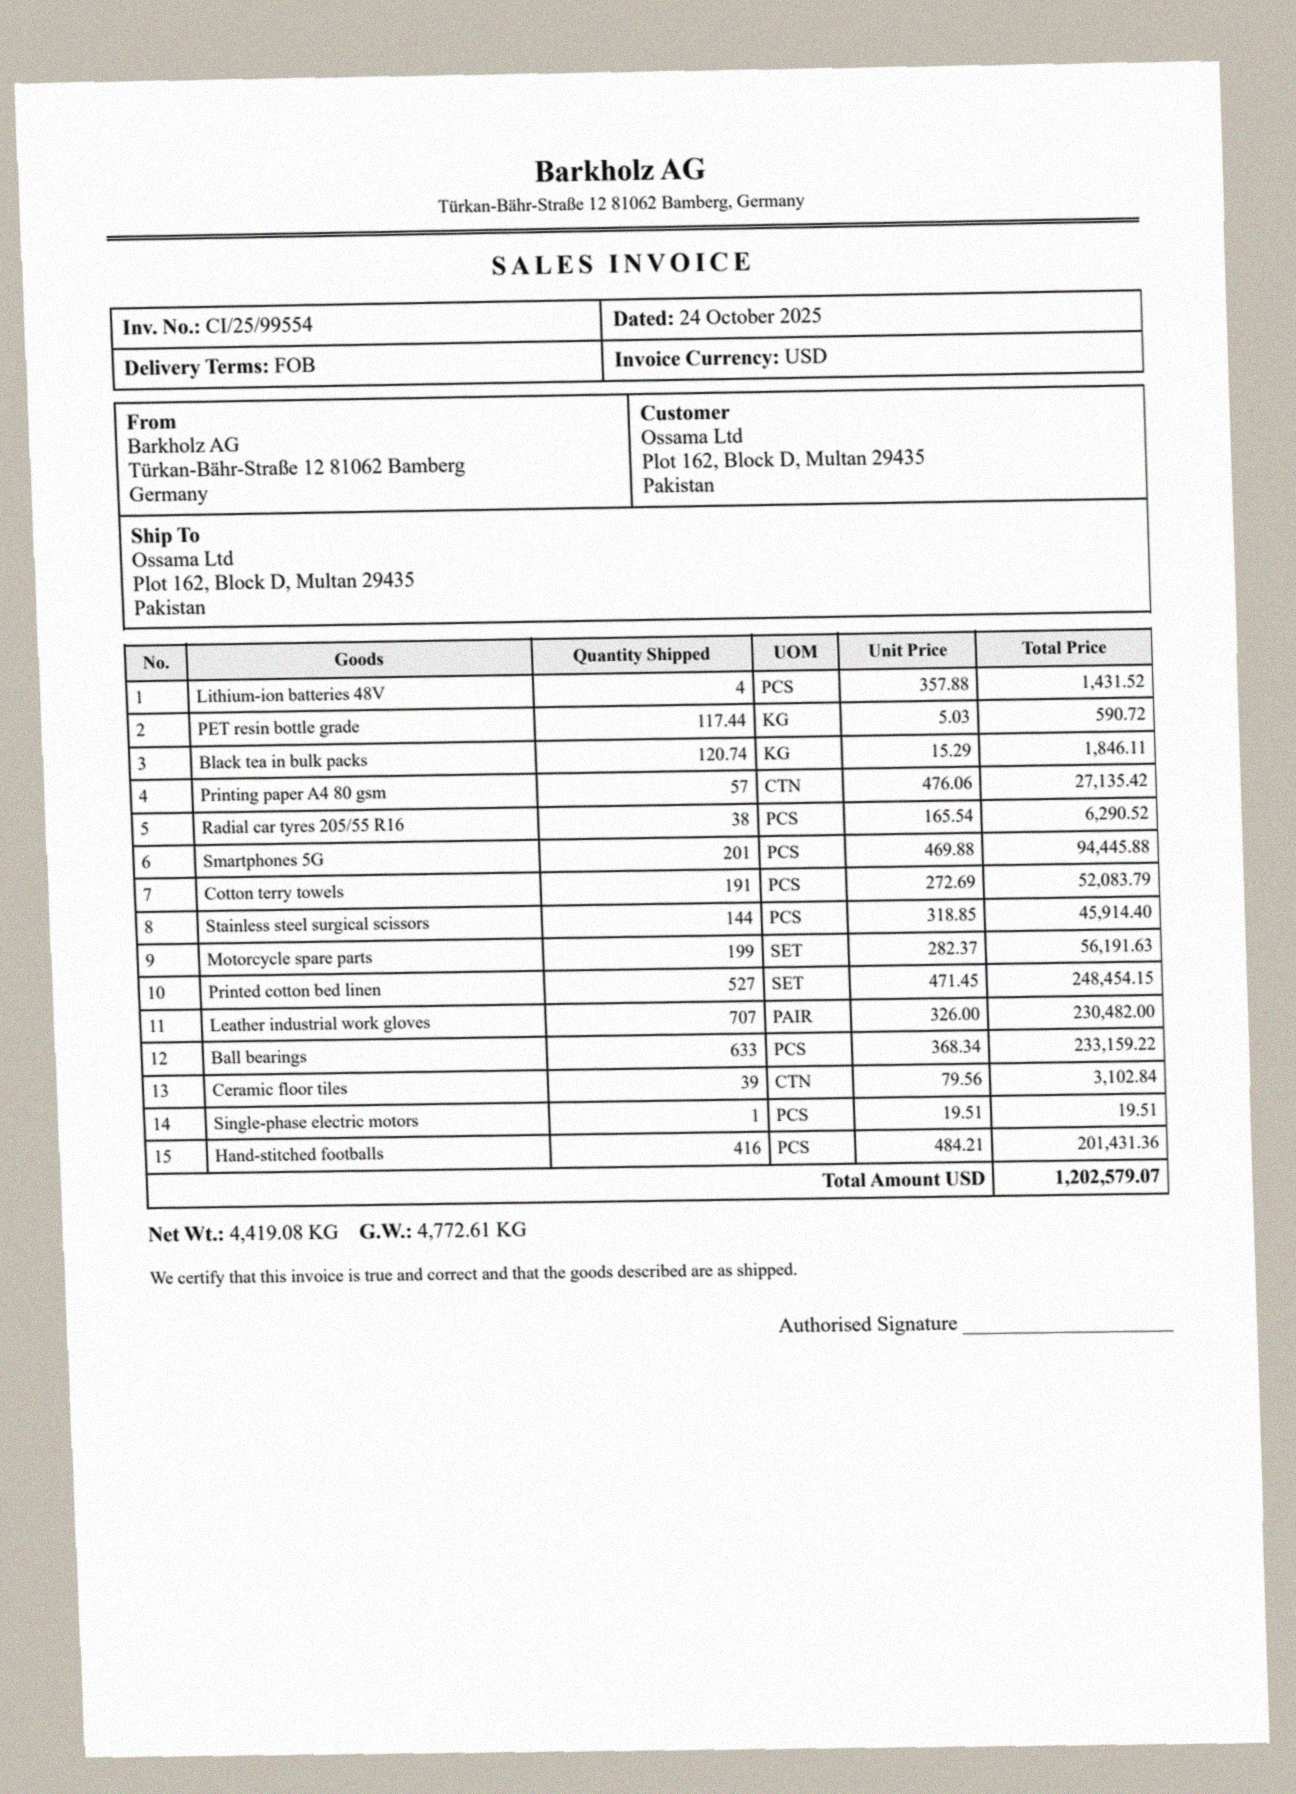 Barkholz AG
Türkan-Bähr-Straße 12 81062 Bamberg, Germany
SALES INVOICE
Inv. No.: CI/25/99554 Dated: 24 October 2025
Delivery Terms: FOB Invoice Currency: USD
From
Barkholz AG
Türkan-Bähr-Straße 12 81062 Bamberg
Germany
Customer
Ossama Ltd
Plot 162, Block D, Multan 29435
Pakistan
Ship To
Ossama Ltd
Plot 162, Block D, Multan 29435
Pakistan
No. Goods Quantity Shipped UOM Unit Price Total Price
1 Lithium-ion batteries 48V 4 PCS 357.88 1,431.52
2 PET resin bottle grade 117.44 KG 5.03 590.72
3 Black tea in bulk packs 120.74 KG 15.29 1,846.11
4 Printing paper A4 80 gsm 57 CTN 476.06 27,135.42
5 Radial car tyres 205/55 R16 38 PCS 165.54 6,290.52
6 Smartphones 5G 201 PCS 469.88 94,445.88
7 Cotton terry towels 191 PCS 272.69 52,083.79
8 Stainless steel surgical scissors 144 PCS 318.85 45,914.40
9 Motorcycle spare parts 199 SET 282.37 56,191.63
10 Printed cotton bed linen 527 SET 471.45 248,454.15
11 Leather industrial work gloves 707 PAIR 326.00 230,482.00
12 Ball bearings 633 PCS 368.34 233,159.22
13 Ceramic floor tiles 39 CTN 79.56 3,102.84
14 Single-phase electric motors 1 PCS 19.51 19.51
15 Hand-stitched footballs 416 PCS 484.21 201,431.36
Total Amount USD 1,202,579.07
Net Wt.: 4,419.08 KG G.W.: 4,772.61 KG
We certify that this invoice is true and correct and that the goods described are as shipped.
Authorised Signature